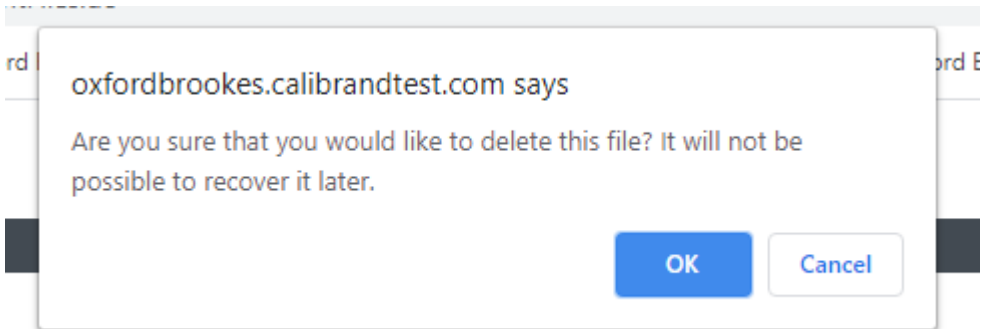 rd
oxfordbrookes.calibrandtest.com says
Are you sure that you would like to delete this file? It will not be
possible to recover it later.
OK Cancel